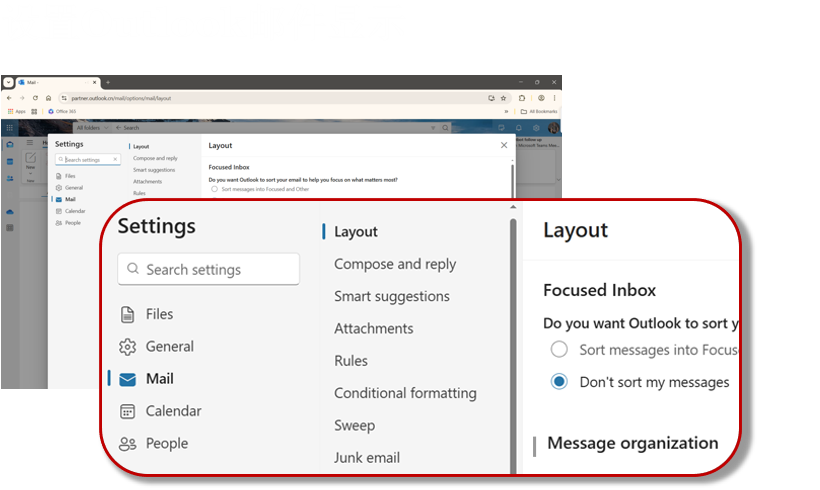 Mail -
partner.outlook.cn/mail/options/mail/layout
Apps
Office 365
All Bookmarks
All folders
Search
Settings
Layout
Layout
Search settings
Compose and reply
Focused Inbox
Smart suggestions
Do you want Outlook to sort your email to help you focus on what matters most?
Files
Attachments
Sort messages into Focused and Other
General
Rules
Mail
Calendar
People
New
Settings
Search settings
Files
General
Mail
Calendar
People
Layout
Compose and reply
Smart suggestions
Attachments
Rules
Conditional formatting
Sweep
Junk email
Layout
Focused Inbox
Do you want Outlook to sort y
Sort messages into Focus
Don't sort my messages
Message organization